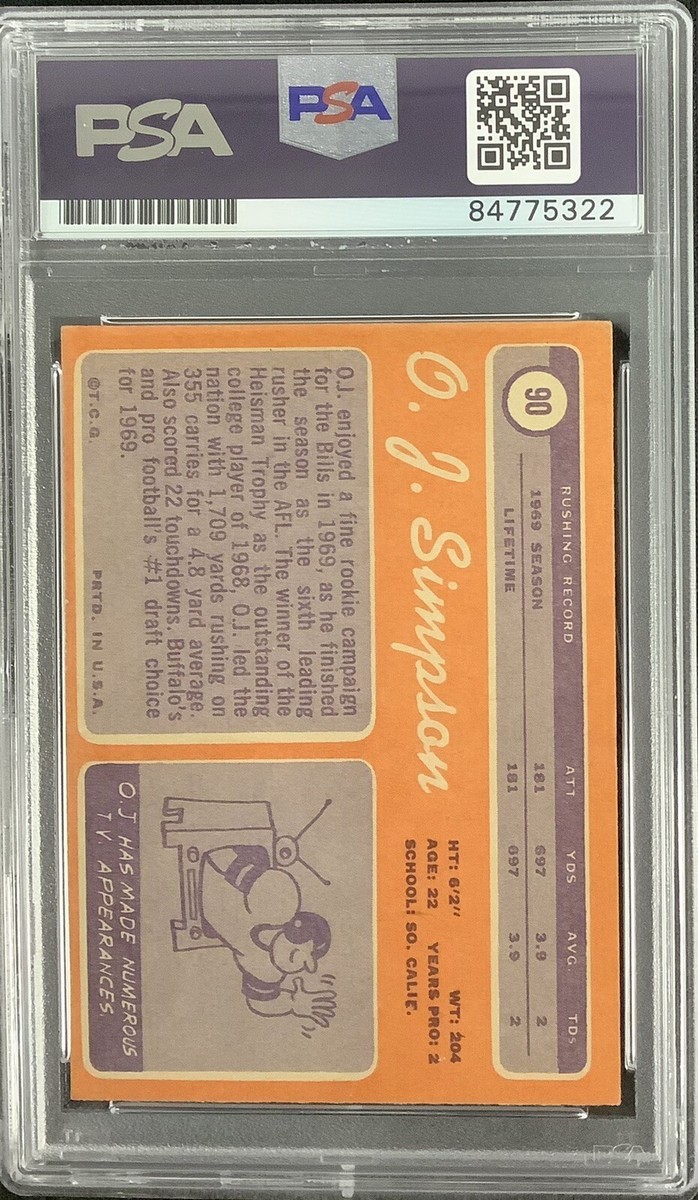 PSA
PSA
84775322
90
RUSHING RECORD ATT. YDS AVG. TDS
1969 SEASON 181 697 3.9 2
LIFETIME 181 697 3.9 2
O. J. Simpson
HT: 6'2" WT: 204
AGE: 22 YEARS PRO: 2
SCHOOL: SO. CALIF.
O.J. enjoyed a fine rookie campaign
for the Bills in 1969, as he finished
the season as the sixth leading
rusher in the AFL. The winner of the
Heisman Trophy as the outstanding
college player of 1968, O.J. led the
nation with 1,709 yards rushing on
355 carries for a 4.8 yard average.
Also scored 22 touchdowns. Buffalo's
and pro football's #1 draft choice
for 1969.
©T.C.G. PRTD. IN U.S.A.
O.J HAS MADE NUMEROUS
T.V. APPEARANCES.
PSA